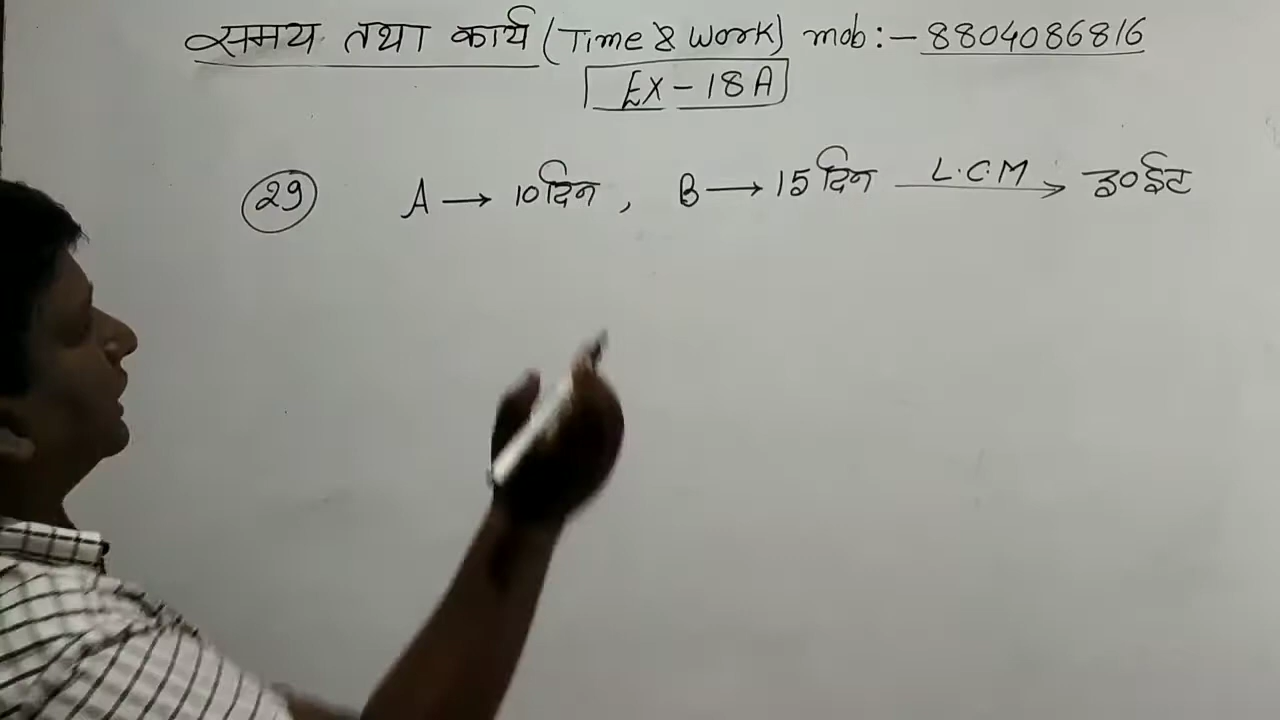 समय तथा कार्य (Time & Work) mob:- 8804086816
EX-18A
29 A → 10 दिन, B → 15 दिन L.C.M → 30 ईट